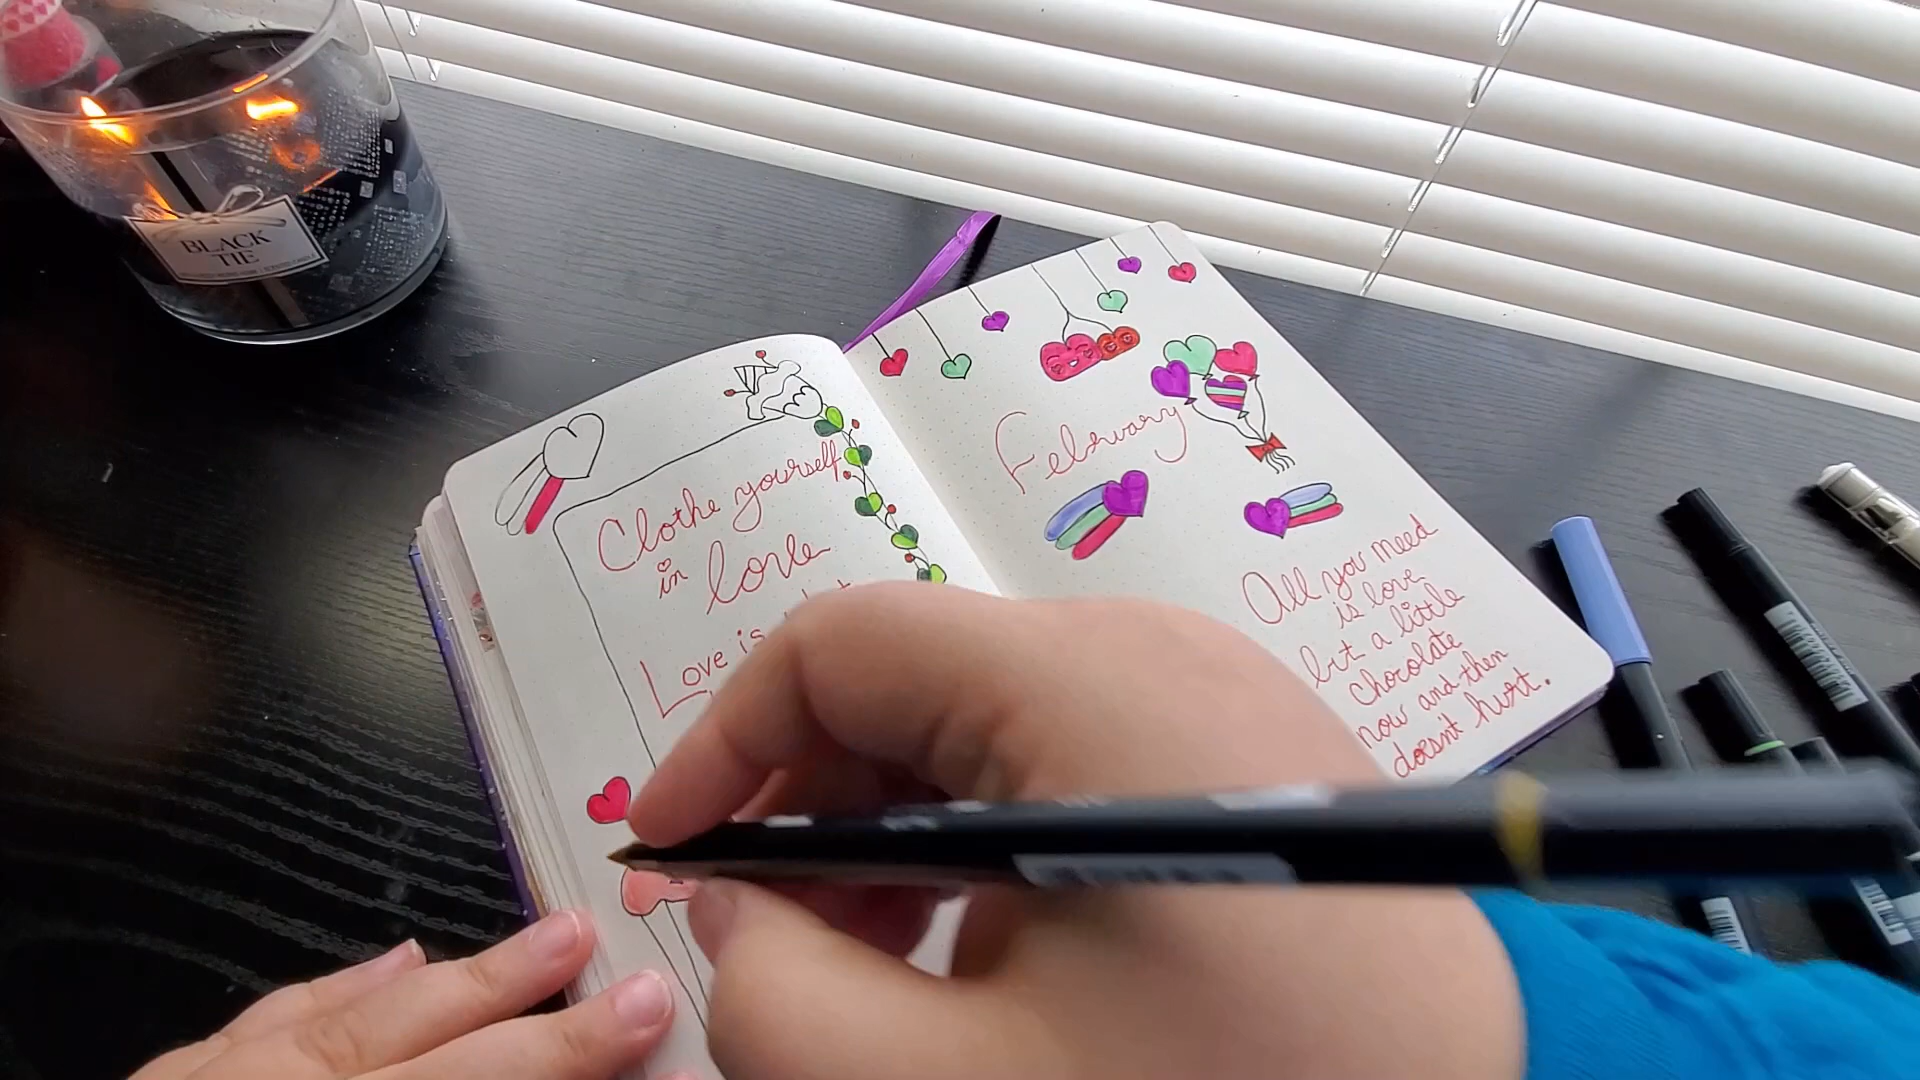 BLACK
TIE
Clothe yourself
in love
Love is
February
All you need
is love
but a little
chocolate
now and then
doesn't hurt.